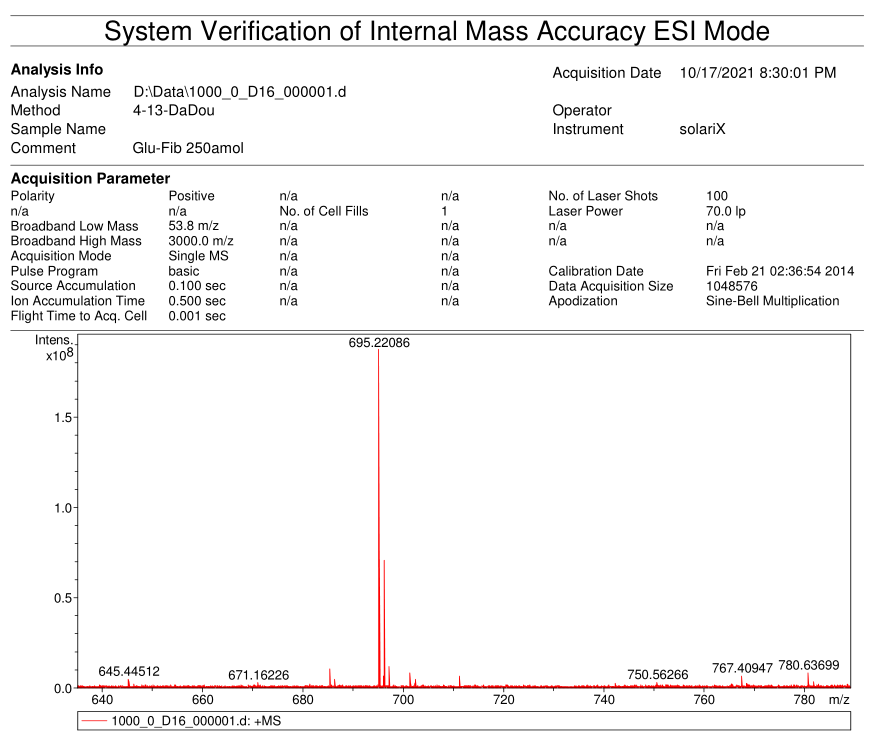 System Verification of Internal Mass Accuracy ESI Mode
Analysis Info
Acquisition Date 10/17/2021 8:30:01 PM
Analysis Name D:\Data\1000_0_D16_000001.d
Method 4-13-DaDou Operator
Sample Name Instrument solariX
Comment Glu-Fib 250amol
Acquisition Parameter
Polarity Positive n/a n/a No. of Laser Shots 100
n/a n/a No. of Cell Fills 1 Laser Power 70.0 lp
Broadband Low Mass 53.8 m/z n/a n/a n/a n/a
Broadband High Mass 3000.0 m/z n/a n/a n/a n/a
Acquisition Mode Single MS n/a n/a
Pulse Program basic n/a n/a Calibration Date Fri Feb 21 02:36:54 2014
Source Accumulation 0.100 sec n/a n/a Data Acquisition Size 1048576
Ion Accumulation Time 0.500 sec n/a n/a Apodization Sine-Bell Multiplication
Flight Time to Acq. Cell 0.001 sec
Intens.
x10⁸
695.22086
1.5
1.0
0.5
645.44512 671.16226 750.56266 767.40947 780.63699
0.0
640 660 680 700 720 740 760 780 m/z
1000_0_D16_000001.d: +MS